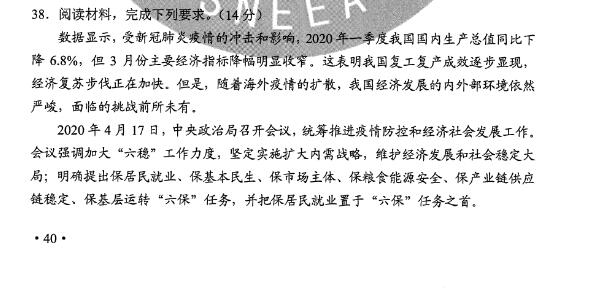 SNEER
38. 阅读材料，完成下列要求。（14分）
数据显示，受新冠肺炎疫情的冲击和影响，2020年一季度我国国内生产总值同比下
降 6.8%，但 3 月份主要经济指标降幅明显收窄。这表明我国复工复产成效逐步显现，
经济复苏步伐正在加快。但是，随着海外疫情的扩散，我国经济发展的内外部环境依然
严峻，面临的挑战前所未有。
2020 年 4 月 17 日，中央政治局召开会议，统筹推进疫情防控和经济社会发展工作。
会议强调加大“六稳”工作力度，坚定实施扩大内需战略，维护经济发展和社会稳定大
局；明确提出保居民就业、保基本民生、保市场主体、保粮食能源安全、保产业链供应
链稳定、保基层运转“六保”任务，并把保居民就业置于“六保”任务之首。
·40·